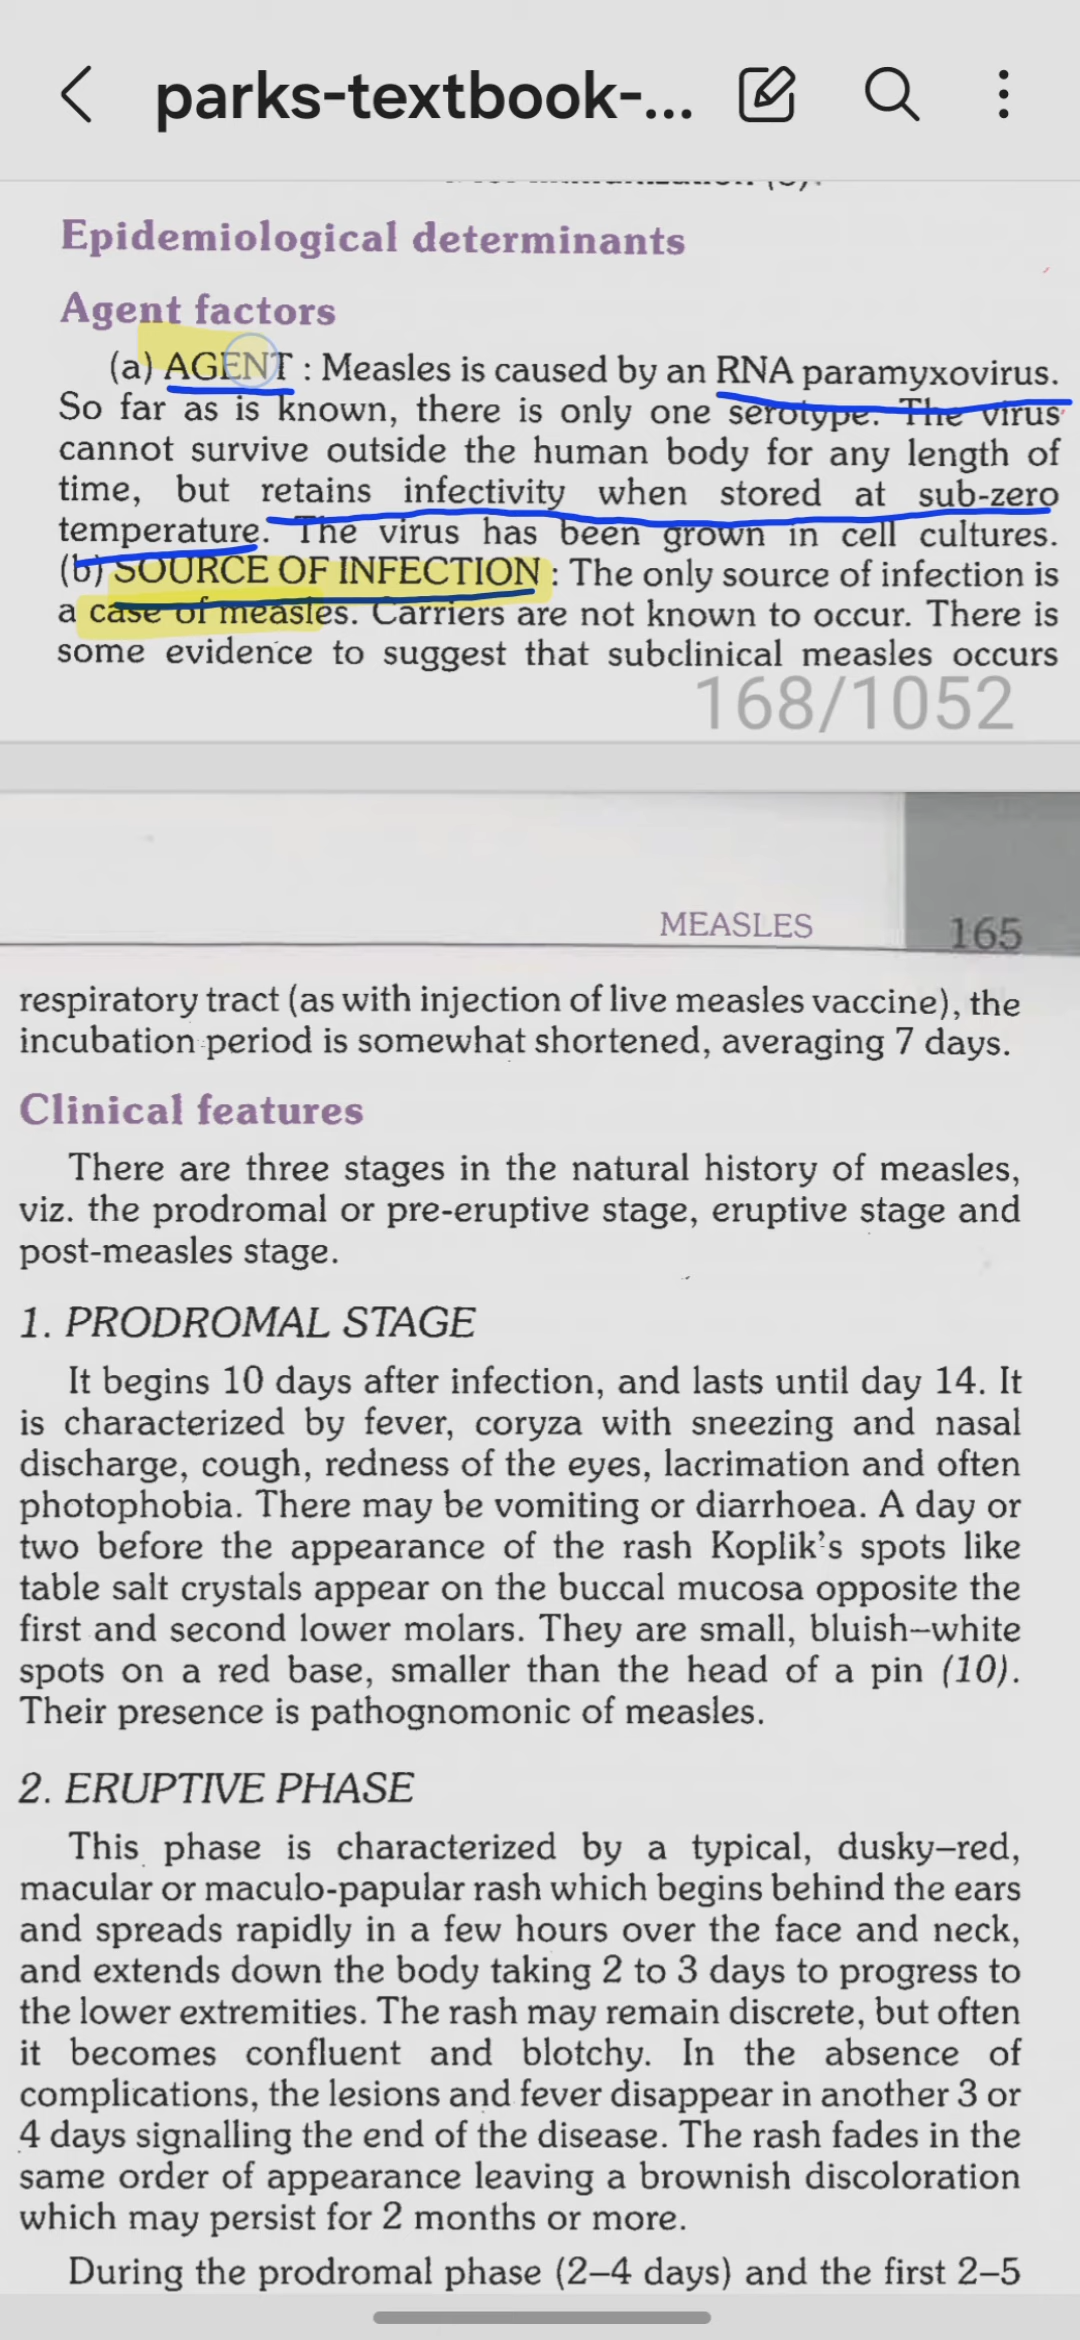 parks-textbook-...
Epidemiological determinants
Agent factors
(a) AGENT : Measles is caused by an RNA paramyxovirus.
So far as is known, there is only one serotype. The virus
cannot survive outside the human body for any length of
time, but retains infectivity when stored at sub-zero
temperature. The virus has been grown in cell cultures.
(b) SOURCE OF INFECTION : The only source of infection is
a case of measles. Carriers are not known to occur. There is
some evidence to suggest that subclinical measles occurs
168/1052
MEASLES 165
respiratory tract (as with injection of live measles vaccine), the
incubation period is somewhat shortened, averaging 7 days.
Clinical features
There are three stages in the natural history of measles,
viz. the prodromal or pre-eruptive stage, eruptive stage and
post-measles stage.
1. PRODROMAL STAGE
It begins 10 days after infection, and lasts until day 14. It
is characterized by fever, coryza with sneezing and nasal
discharge, cough, redness of the eyes, lacrimation and often
photophobia. There may be vomiting or diarrhoea. A day or
two before the appearance of the rash Koplik's spots like
table salt crystals appear on the buccal mucosa opposite the
first and second lower molars. They are small, bluish–white
spots on a red base, smaller than the head of a pin (10).
Their presence is pathognomonic of measles.
2. ERUPTIVE PHASE
This phase is characterized by a typical, dusky–red,
macular or maculo-papular rash which begins behind the ears
and spreads rapidly in a few hours over the face and neck,
and extends down the body taking 2 to 3 days to progress to
the lower extremities. The rash may remain discrete, but often
it becomes confluent and blotchy. In the absence of
complications, the lesions and fever disappear in another 3 or
4 days signalling the end of the disease. The rash fades in the
same order of appearance leaving a brownish discoloration
which may persist for 2 months or more.
During the prodromal phase (2–4 days) and the first 2–5